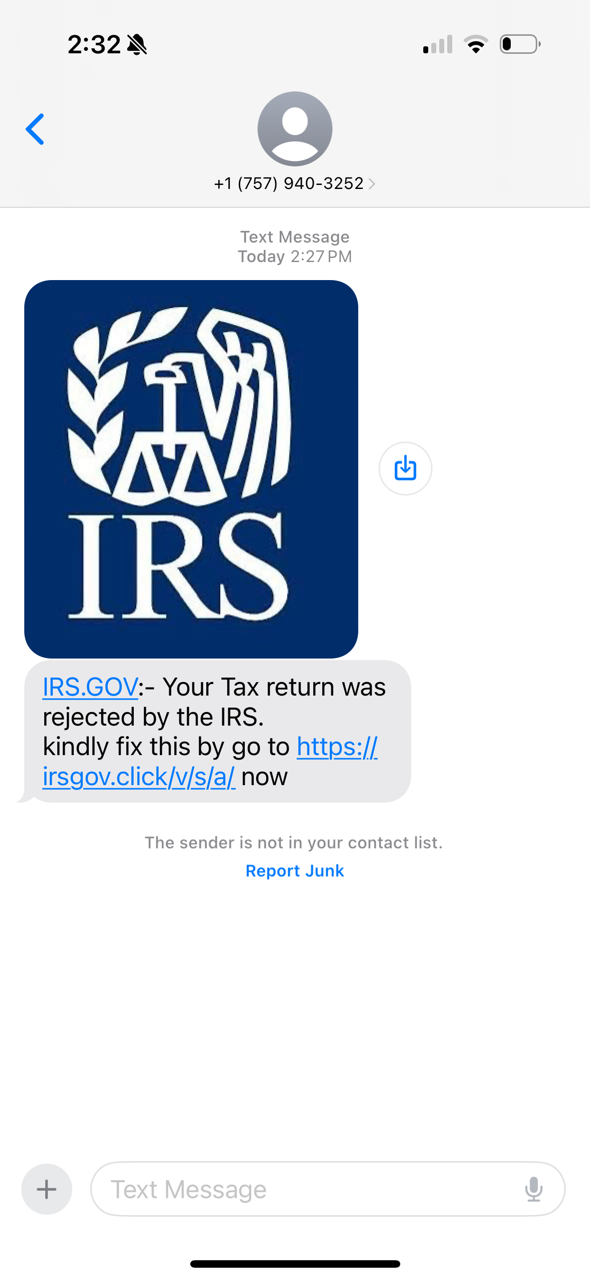 2:32
+1 (757) 940-3252
Text Message
Today 2:27 PM
IRS
IRS.GOV:- Your Tax return was
rejected by the IRS.
kindly fix this by go to https://
irsgov.click/v/s/a/ now
The sender is not in your contact list.
Report Junk
Text Message